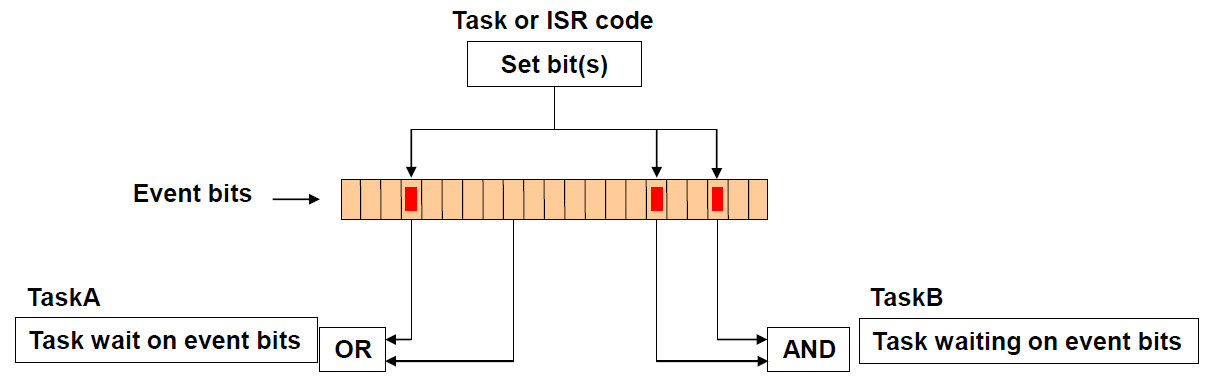 Task or ISR code
Set bit(s)
Event bits
TaskA
Task wait on event bits
OR
TaskB
AND
Task waiting on event bits